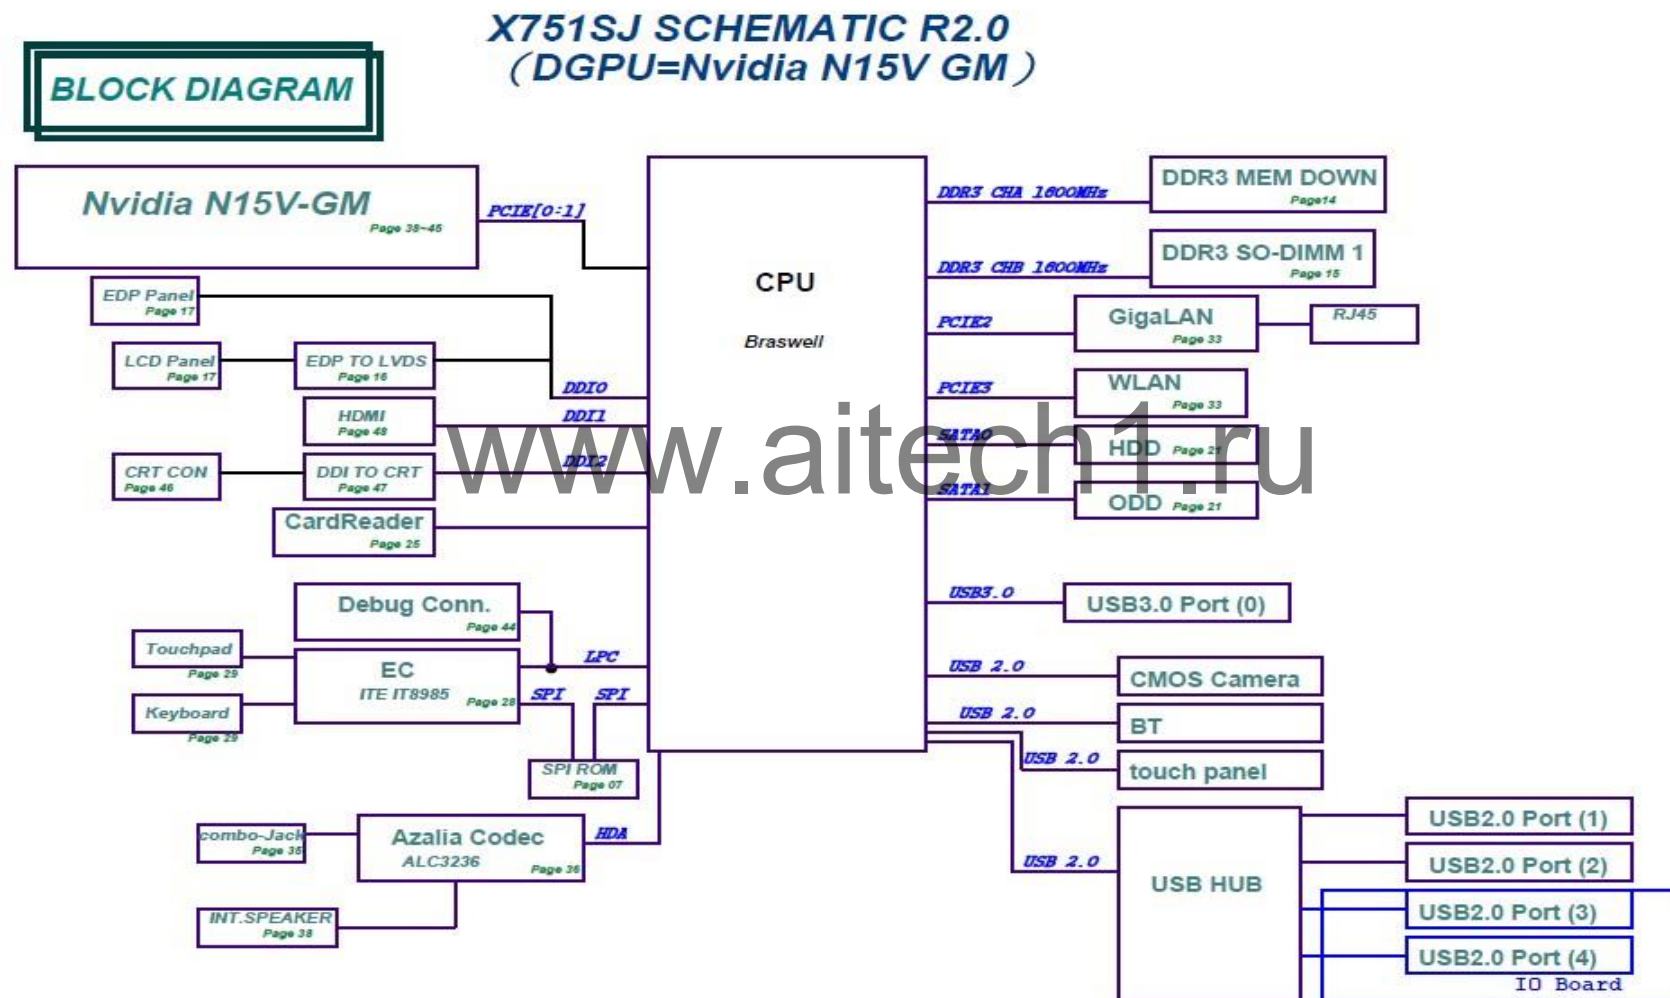 X751SJ SCHEMATIC R2.0
（DGPU=Nvidia N15V GM）
BLOCK DIAGRAM
Nvidia N15V-GM
Page 38~45
PCIE[0:1]
EDP Panel
Page 17
LCD Panel
Page 17
EDP TO LVDS
Page 16
DDI0
HDMI
Page 48
DDI1
CRT CON
Page 46
DDI TO CRT
Page 47
DDI2
CardReader
Page 25
Debug Conn.
Page 44
Touchpad
Page 29
EC
ITE IT8985
Page 28
LPC
SPI
SPI
Keyboard
Page 29
SPI ROM
Page 07
combo-Jack
Page 35
Azalia Codec
ALC3236
Page 36
HDA
INT.SPEAKER
Page 38
CPU
Braswell
DDR3 CHA 1600MHz
DDR3 MEM DOWN
Page14
DDR3 CHB 1600MHz
DDR3 SO-DIMM 1
Page 15
PCIE2
GigaLAN
Page 33
RJ45
PCIE3
WLAN
Page 33
SATA0
HDD Page 21
SATA1
ODD Page 21
www.aitech1.ru
USB3.0
USB3.0 Port (0)
USB 2.0
CMOS Camera
USB 2.0
BT
USB 2.0
touch panel
USB 2.0
USB HUB
USB2.0 Port (1)
USB2.0 Port (2)
USB2.0 Port (3)
USB2.0 Port (4)
IO Board